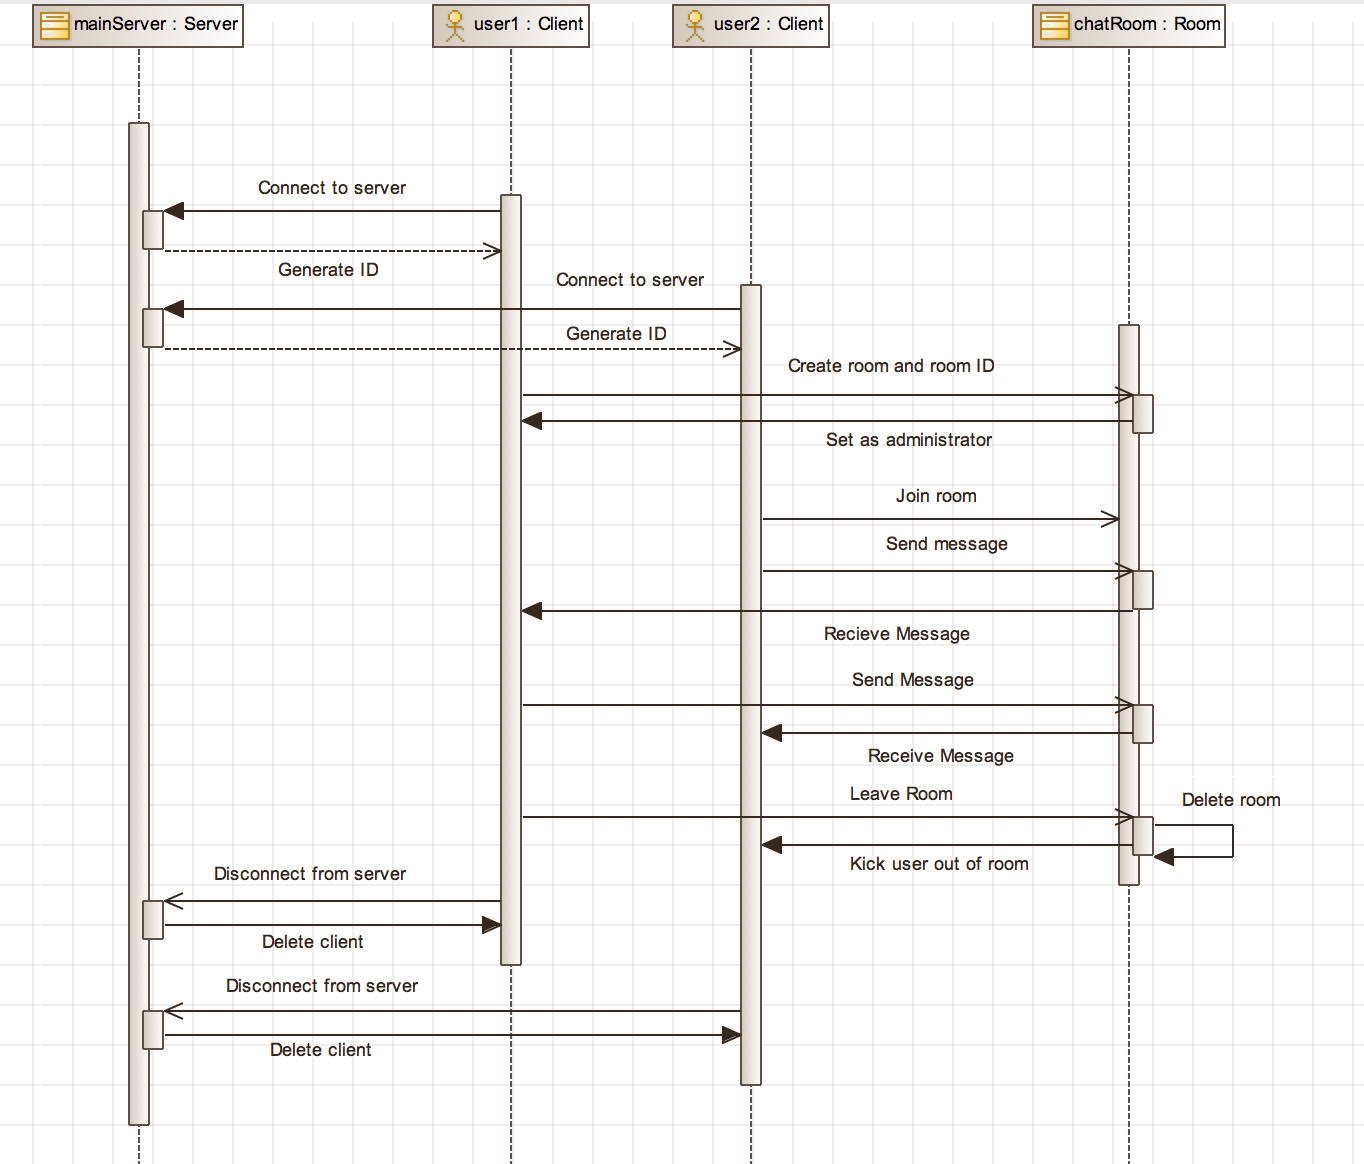 mainServer : Server
user1 : Client
user2 : Client
chatRoom : Room
Connect to server
Generate ID
Connect to server
Generate ID
Create room and room ID
Set as administrator
Join room
Send message
Recieve Message
Send Message
Receive Message
Leave Room
Delete room
Kick user out of room
Disconnect from server
Delete client
Disconnect from server
Delete client